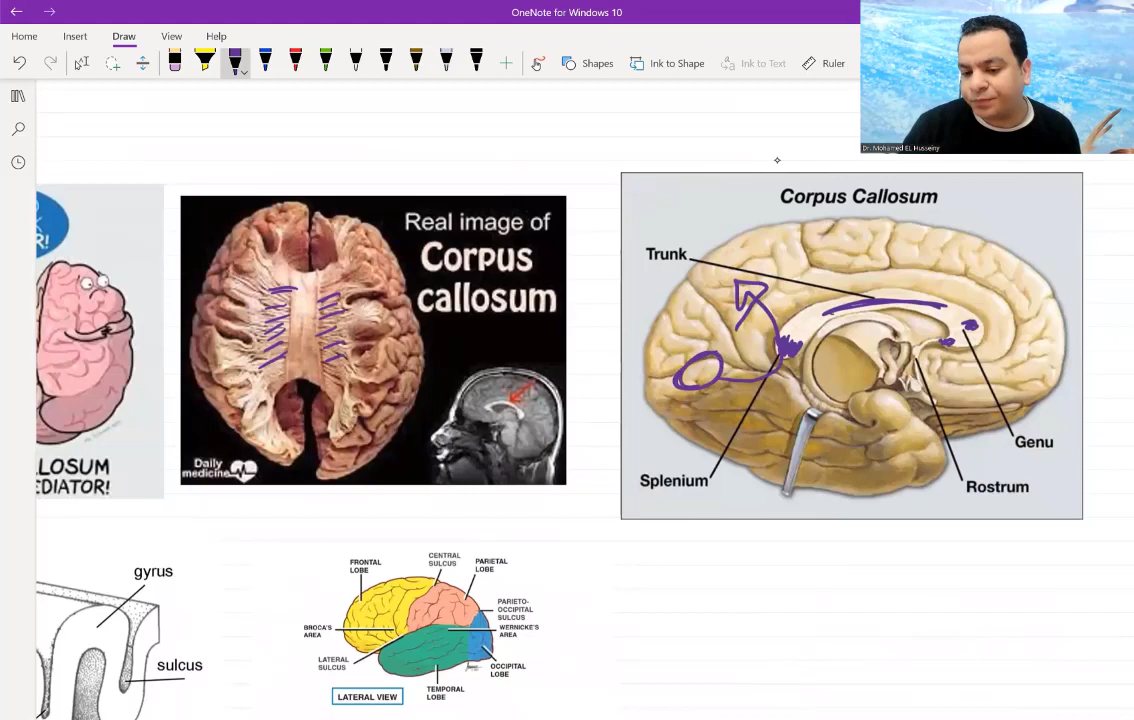 OneNote for Windows 10
Home Insert Draw View Help
Shapes Ink to Shape Ink to Text Ruler
Dr. Mohamed EL Husseiny
R!
LOSUM
EDIATOR!
Real image of
Corpus
callosum
Daily
medicine
Corpus Callosum
Trunk
Splenium
Genu
Rostrum
gyrus
sulcus
FRONTAL
LOBE
CENTRAL
SULCUS
PARIETAL
LOBE
PARIETO-
OCCIPITAL
SULCUS
BROCA'S
AREA
WERNICKE'S
AREA
LATERAL
SULCUS
OCCIPITAL
LOBE
TEMPORAL
LOBE
LATERAL VIEW